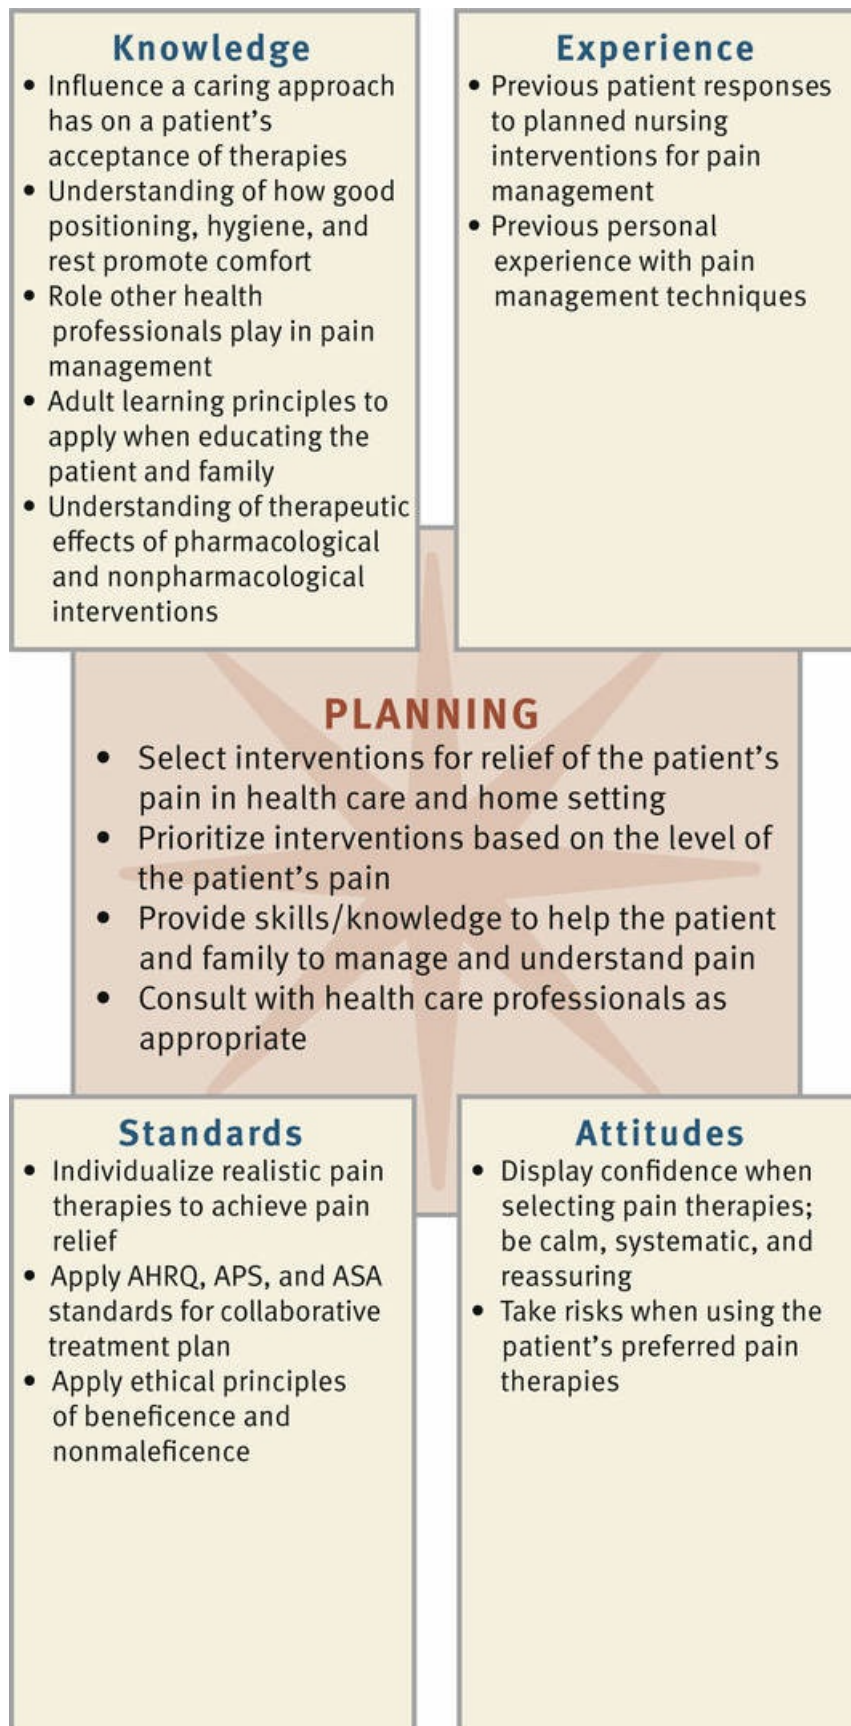 Knowledge
• Influence a caring approach
has on a patient's
acceptance of therapies
• Understanding of how good
positioning, hygiene, and
rest promote comfort
• Role other health
professionals play in pain
management
• Adult learning principles to
apply when educating the
patient and family
• Understanding of therapeutic
effects of pharmacological
and nonpharmacological
interventions
Experience
• Previous patient responses
to planned nursing
interventions for pain
management
• Previous personal
experience with pain
management techniques
PLANNING
• Select interventions for relief of the patient's
pain in health care and home setting
• Prioritize interventions based on the level of
the patient's pain
• Provide skills/knowledge to help the patient
and family to manage and understand pain
• Consult with health care professionals as
appropriate
Standards
• Individualize realistic pain
therapies to achieve pain
relief
• Apply AHRQ, APS, and ASA
standards for collaborative
treatment plan
• Apply ethical principles
of beneficence and
nonmaleficence
Attitudes
• Display confidence when
selecting pain therapies;
be calm, systematic, and
reassuring
• Take risks when using the
patient's preferred pain
therapies